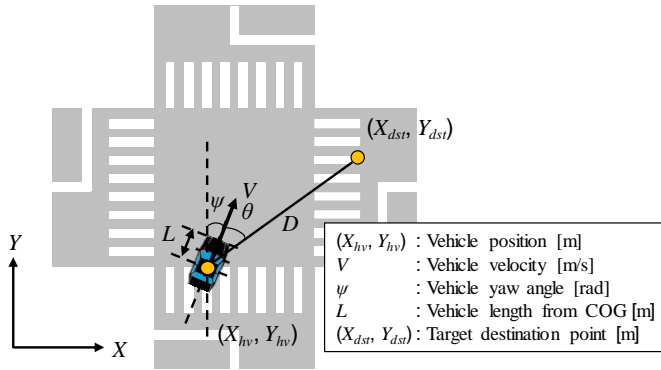 (X_dst, Y_dst)
ψ
V
θ
L
D
Y
X
(X_hv, Y_hv)
(X_hv, Y_hv) : Vehicle position [m]
V : Vehicle velocity [m/s]
ψ : Vehicle yaw angle [rad]
L : Vehicle length from COG [m]
(X_dst, Y_dst) : Target destination point [m]